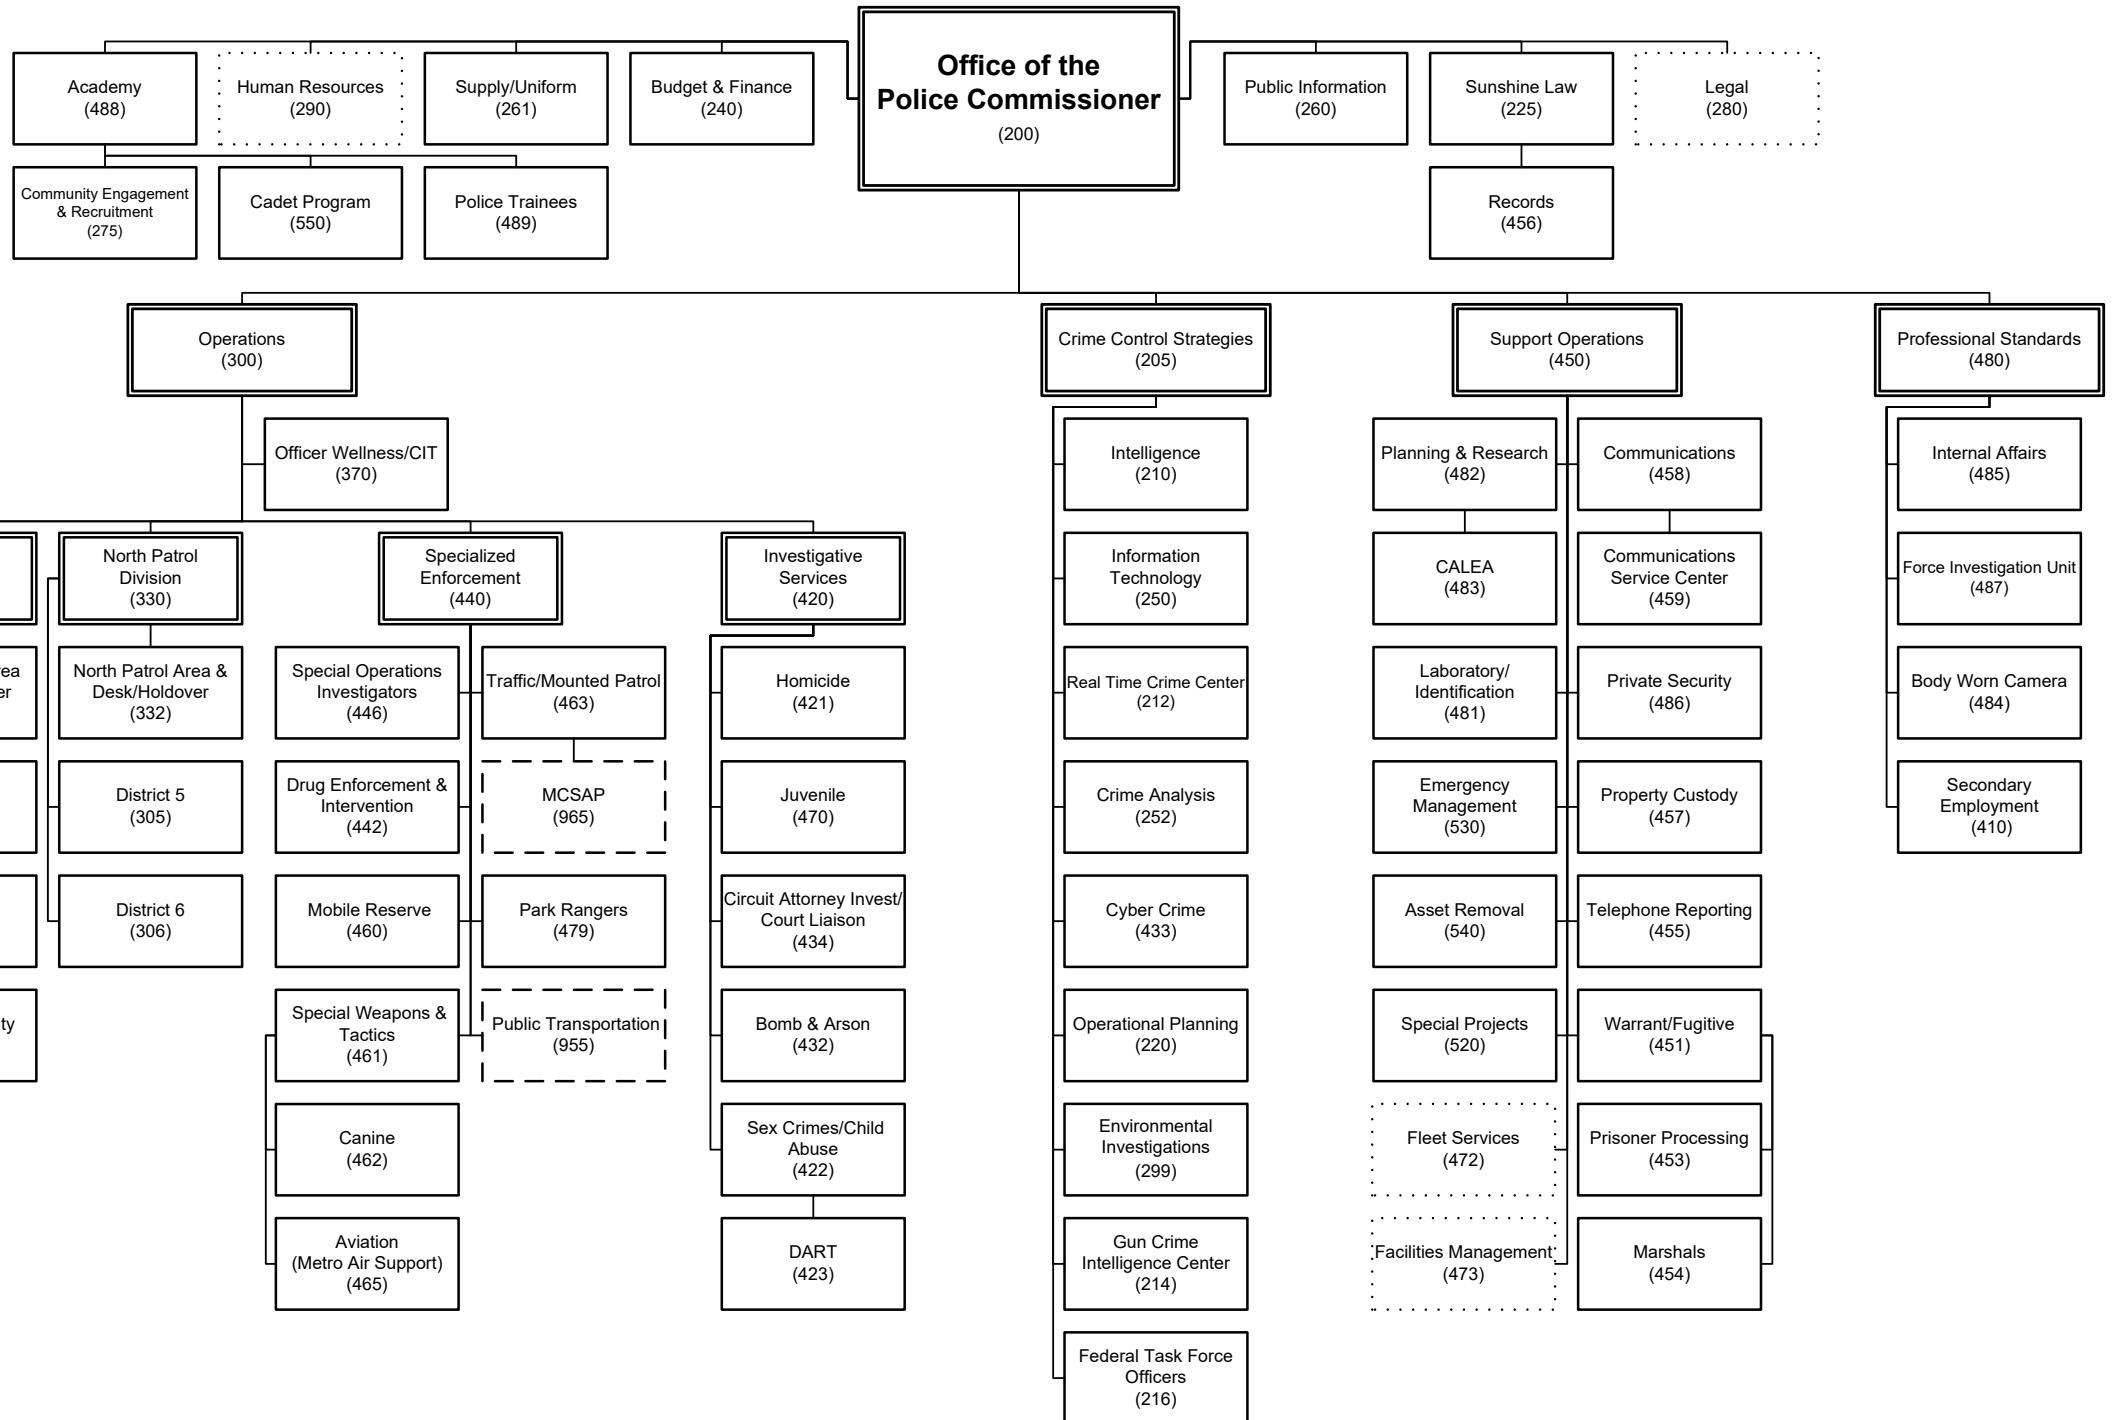 Office of the
Police Commissioner
(200)
Academy
(488)
Human Resources
(290)
Supply/Uniform
(261)
Budget & Finance
(240)
Public Information
(260)
Sunshine Law
(225)
Legal
(280)
Community Engagement
& Recruitment
(275)
Cadet Program
(550)
Police Trainees
(489)
Records
(456)
Operations
(300)
Crime Control Strategies
(205)
Support Operations
(450)
Professional Standards
(480)
Officer Wellness/CIT
(370)
North Patrol
Division
(330)
North Patrol Area &
Desk/Holdover
(332)
District 5
(305)
District 6
(306)
Specialized
Enforcement
(440)
Special Operations
Investigators
(446)
Traffic/Mounted Patrol
(463)
Drug Enforcement &
Intervention
(442)
MCSAP
(965)
Mobile Reserve
(460)
Park Rangers
(479)
Special Weapons &
Tactics
(461)
Public Transportation
(955)
Canine
(462)
Aviation
(Metro Air Support)
(465)
Investigative
Services
(420)
Homicide
(421)
Juvenile
(470)
Circuit Attorney Invest/
Court Liaison
(434)
Bomb & Arson
(432)
Sex Crimes/Child
Abuse
(422)
DART
(423)
Intelligence
(210)
Information
Technology
(250)
Real Time Crime Center
(212)
Crime Analysis
(252)
Cyber Crime
(433)
Operational Planning
(220)
Environmental
Investigations
(299)
Gun Crime
Intelligence Center
(214)
Federal Task Force
Officers
(216)
Planning & Research
(482)
Communications
(458)
CALEA
(483)
Communications
Service Center
(459)
Laboratory/
Identification
(481)
Private Security
(486)
Emergency
Management
(530)
Property Custody
(457)
Asset Removal
(540)
Telephone Reporting
(455)
Special Projects
(520)
Warrant/Fugitive
(451)
Fleet Services
(472)
Prisoner Processing
(453)
Facilities Management
(473)
Marshals
(454)
Internal Affairs
(485)
Force Investigation Unit
(487)
Body Worn Camera
(484)
Secondary
Employment
(410)